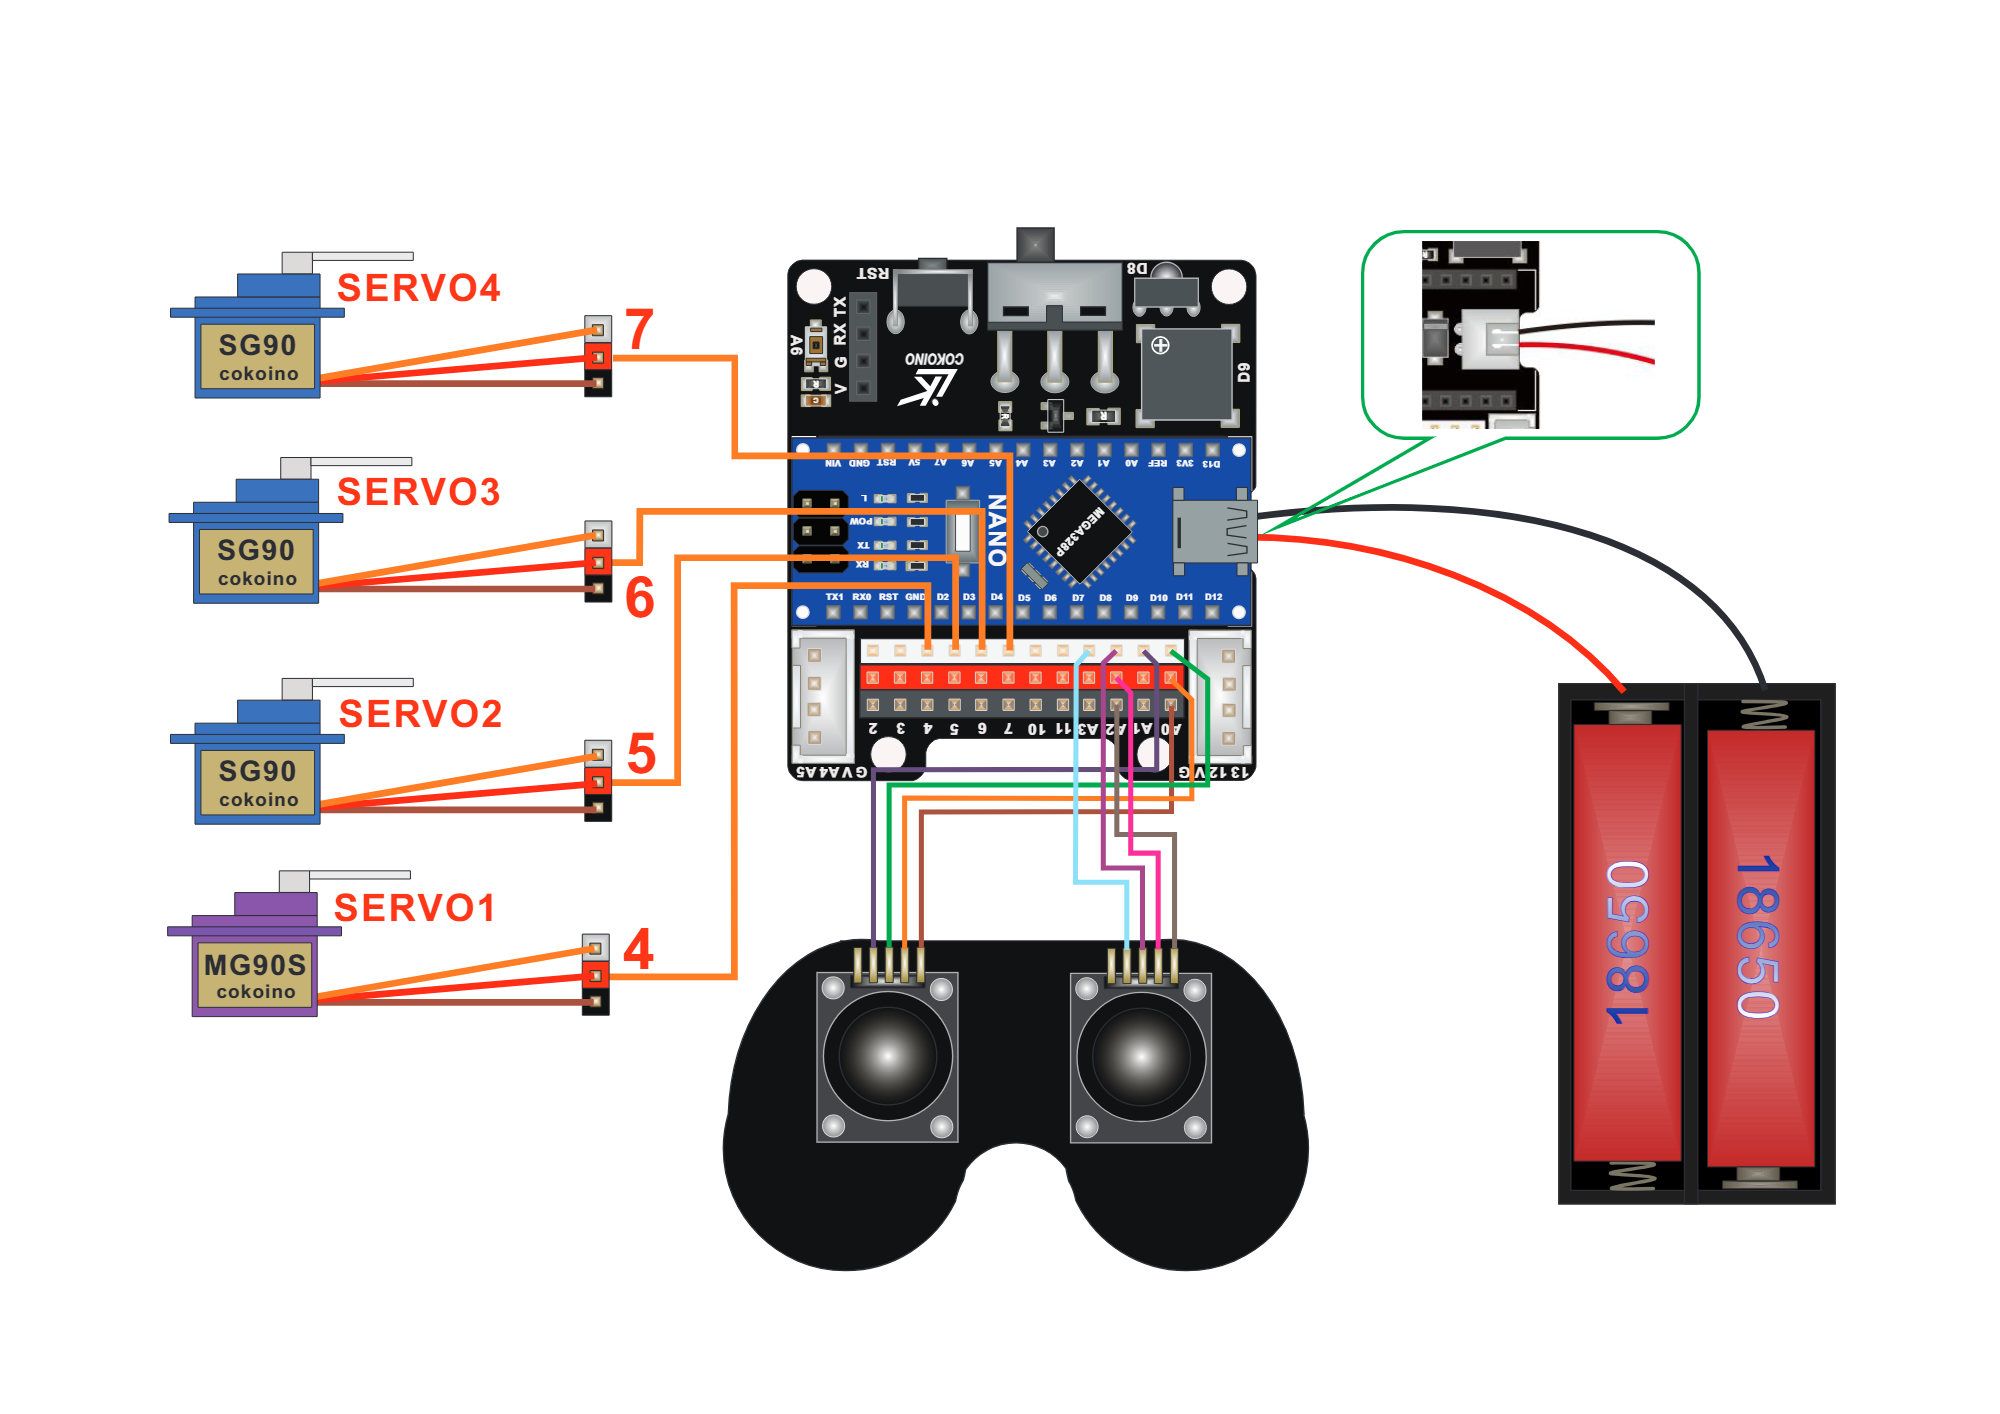 SERVO4
SG90
cokoino
7
SERVO3
SG90
cokoino
6
SERVO2
SG90
cokoino
5
SERVO1
MG90S
cokoino
4
RST
D8
TX
RX
G
V
A6
R
C
COKOINO
R
R
D9
VIN GND RST 5V A7 A6 A5 A4 A3 A2 A1 A0 REF 3V3 D13
L
POW
TX
RX
NANO
MEGA328P
TX1 RX0 RST GND D2 D3 D4 D5 D6 D7 D8 D9 D10 D11 D12
2 3 4 5 6 7 10 11 A3 A2 A1 A0
G V A4 A5
13 12 V G
18650
18650